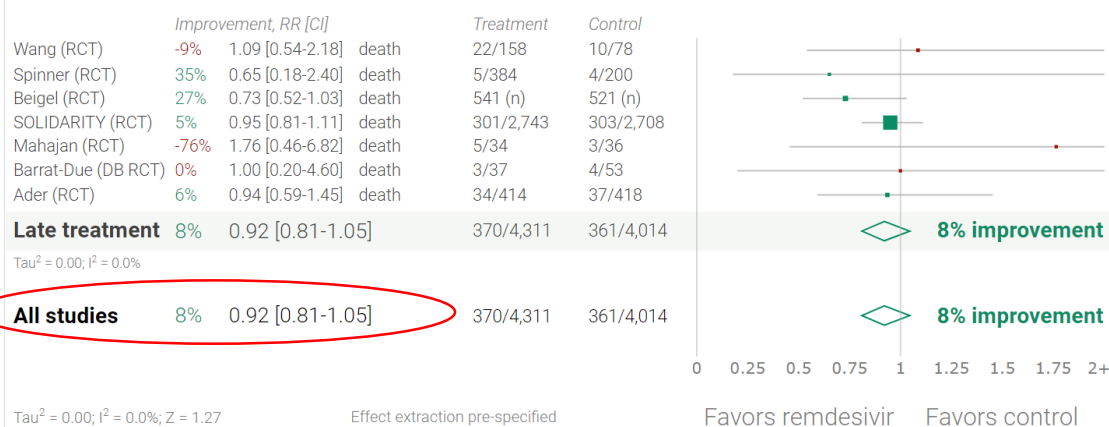 Improvement, RR [CI] Treatment Control
Wang (RCT) -9% 1.09 [0.54-2.18] death 22/158 10/78
Spinner (RCT) 35% 0.65 [0.18-2.40] death 5/384 4/200
Beigel (RCT) 27% 0.73 [0.52-1.03] death 541 (n) 521 (n)
SOLIDARITY (RCT) 5% 0.95 [0.81-1.11] death 301/2,743 303/2,708
Mahajan (RCT) -76% 1.76 [0.46-6.82] death 5/34 3/36
Barrat-Due (DB RCT) 0% 1.00 [0.20-4.60] death 3/37 4/53
Ader (RCT) 6% 0.94 [0.59-1.45] death 34/414 37/418
Late treatment 8% 0.92 [0.81-1.05] 370/4,311 361/4,014 8% improvement
Tau² = 0.00; I² = 0.0%
All studies 8% 0.92 [0.81-1.05] 370/4,311 361/4,014 8% improvement
0 0.25 0.5 0.75 1 1.25 1.5 1.75 2+
Tau² = 0.00; I² = 0.0%; Z = 1.27 Effect extraction pre-specified Favors remdesivir Favors control